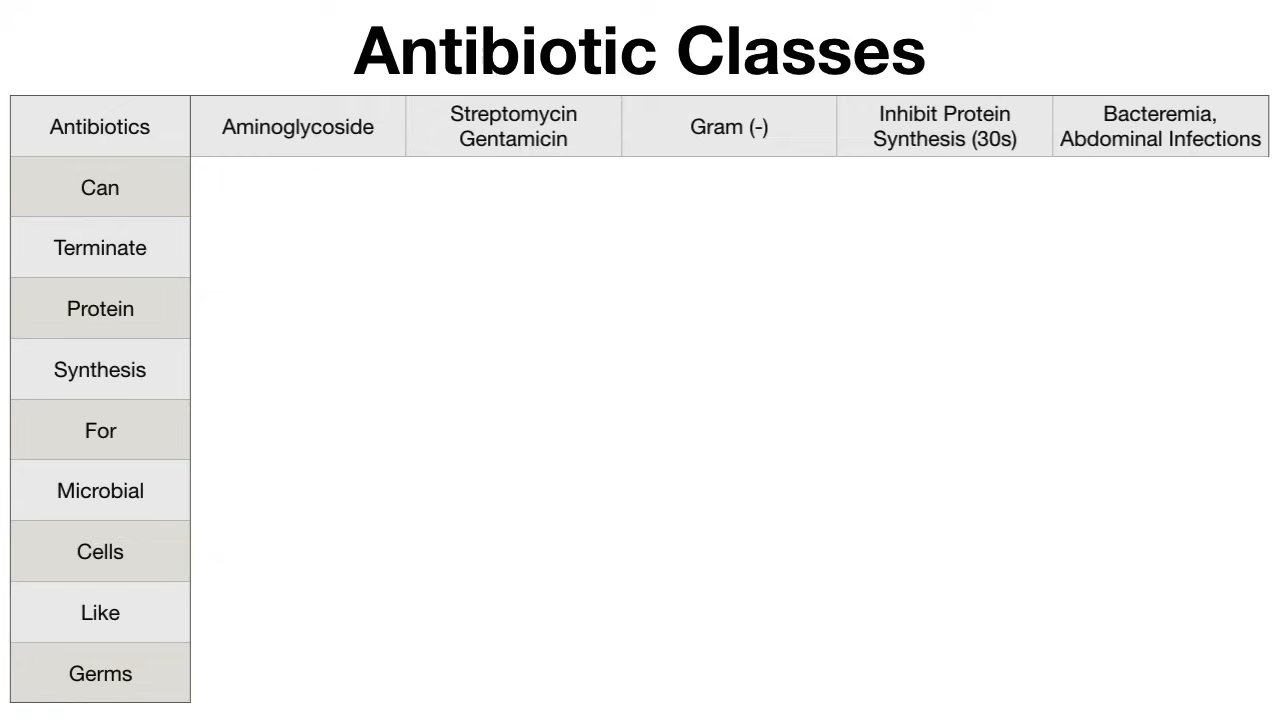 Antibiotic Classes
Antibiotics
Aminoglycoside
Streptomycin
Gentamicin
Gram (-)
Inhibit Protein
Synthesis (30s)
Bacteremia,
Abdominal Infections
Can
Terminate
Protein
Synthesis
For
Microbial
Cells
Like
Germs